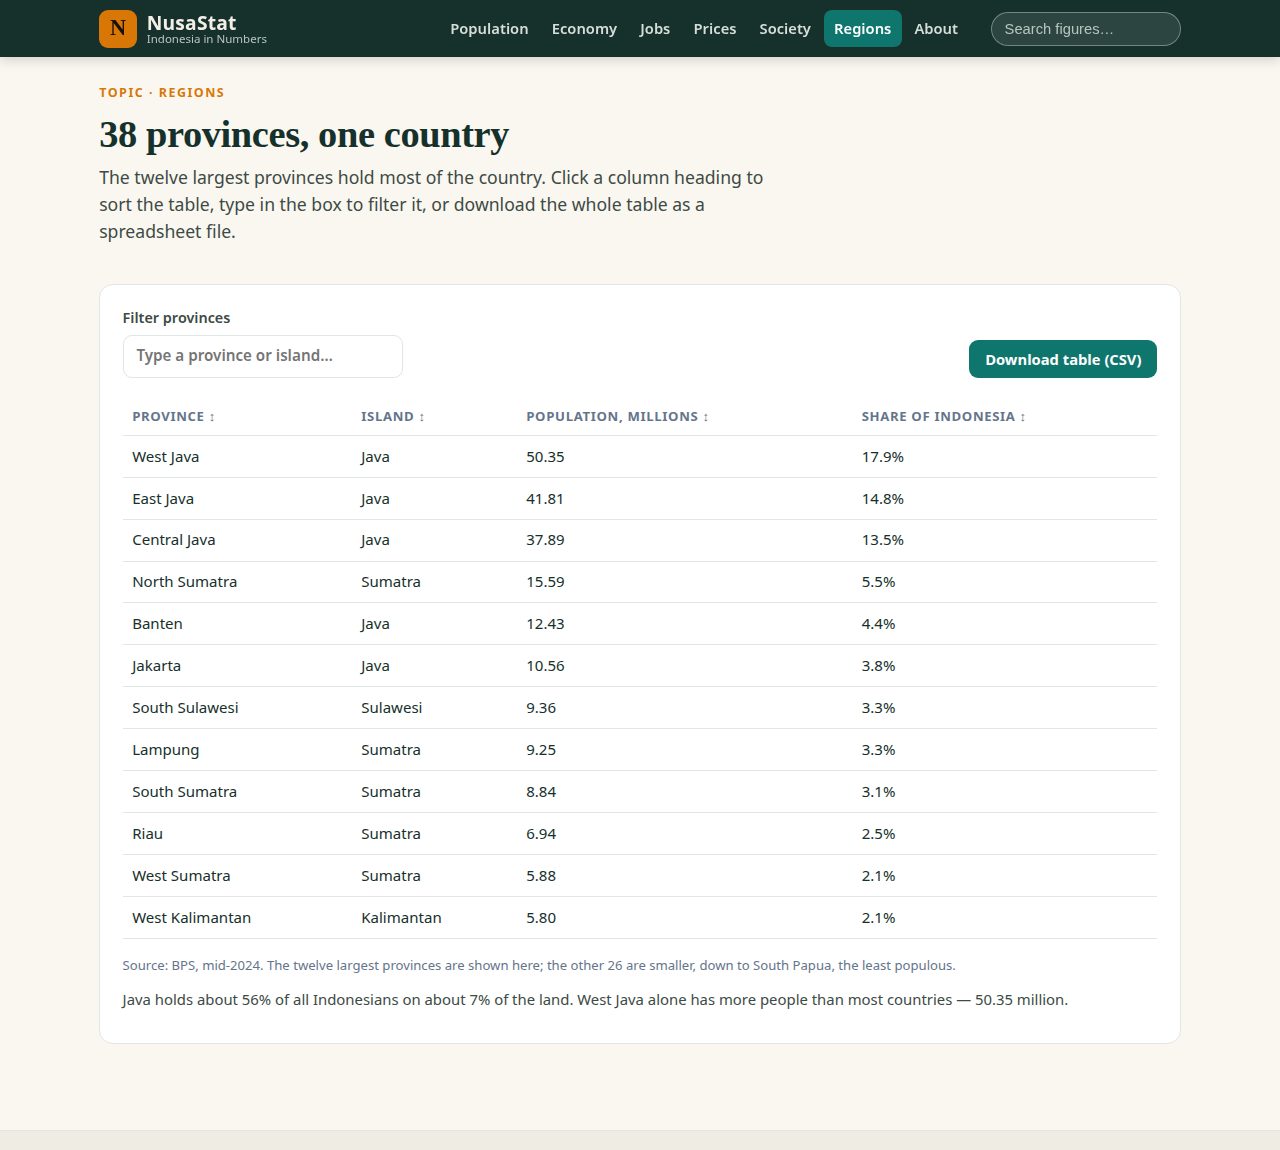 N
NusaStat
Indonesia in Numbers
Population Economy Jobs Prices Society Regions About Search figures…
TOPIC · REGIONS
38 provinces, one country
The twelve largest provinces hold most of the country. Click a column heading to
sort the table, type in the box to filter it, or download the whole table as a
spreadsheet file.
Filter provinces
Type a province or island…
Download table (CSV)
PROVINCE ↕ ISLAND ↕ POPULATION, MILLIONS ↕ SHARE OF INDONESIA ↕
West Java Java 50.35 17.9%
East Java Java 41.81 14.8%
Central Java Java 37.89 13.5%
North Sumatra Sumatra 15.59 5.5%
Banten Java 12.43 4.4%
Jakarta Java 10.56 3.8%
South Sulawesi Sulawesi 9.36 3.3%
Lampung Sumatra 9.25 3.3%
South Sumatra Sumatra 8.84 3.1%
Riau Sumatra 6.94 2.5%
West Sumatra Sumatra 5.88 2.1%
West Kalimantan Kalimantan 5.80 2.1%
Source: BPS, mid-2024. The twelve largest provinces are shown here; the other 26 are smaller, down to South Papua, the least populous.
Java holds about 56% of all Indonesians on about 7% of the land. West Java alone has more people than most countries — 50.35 million.